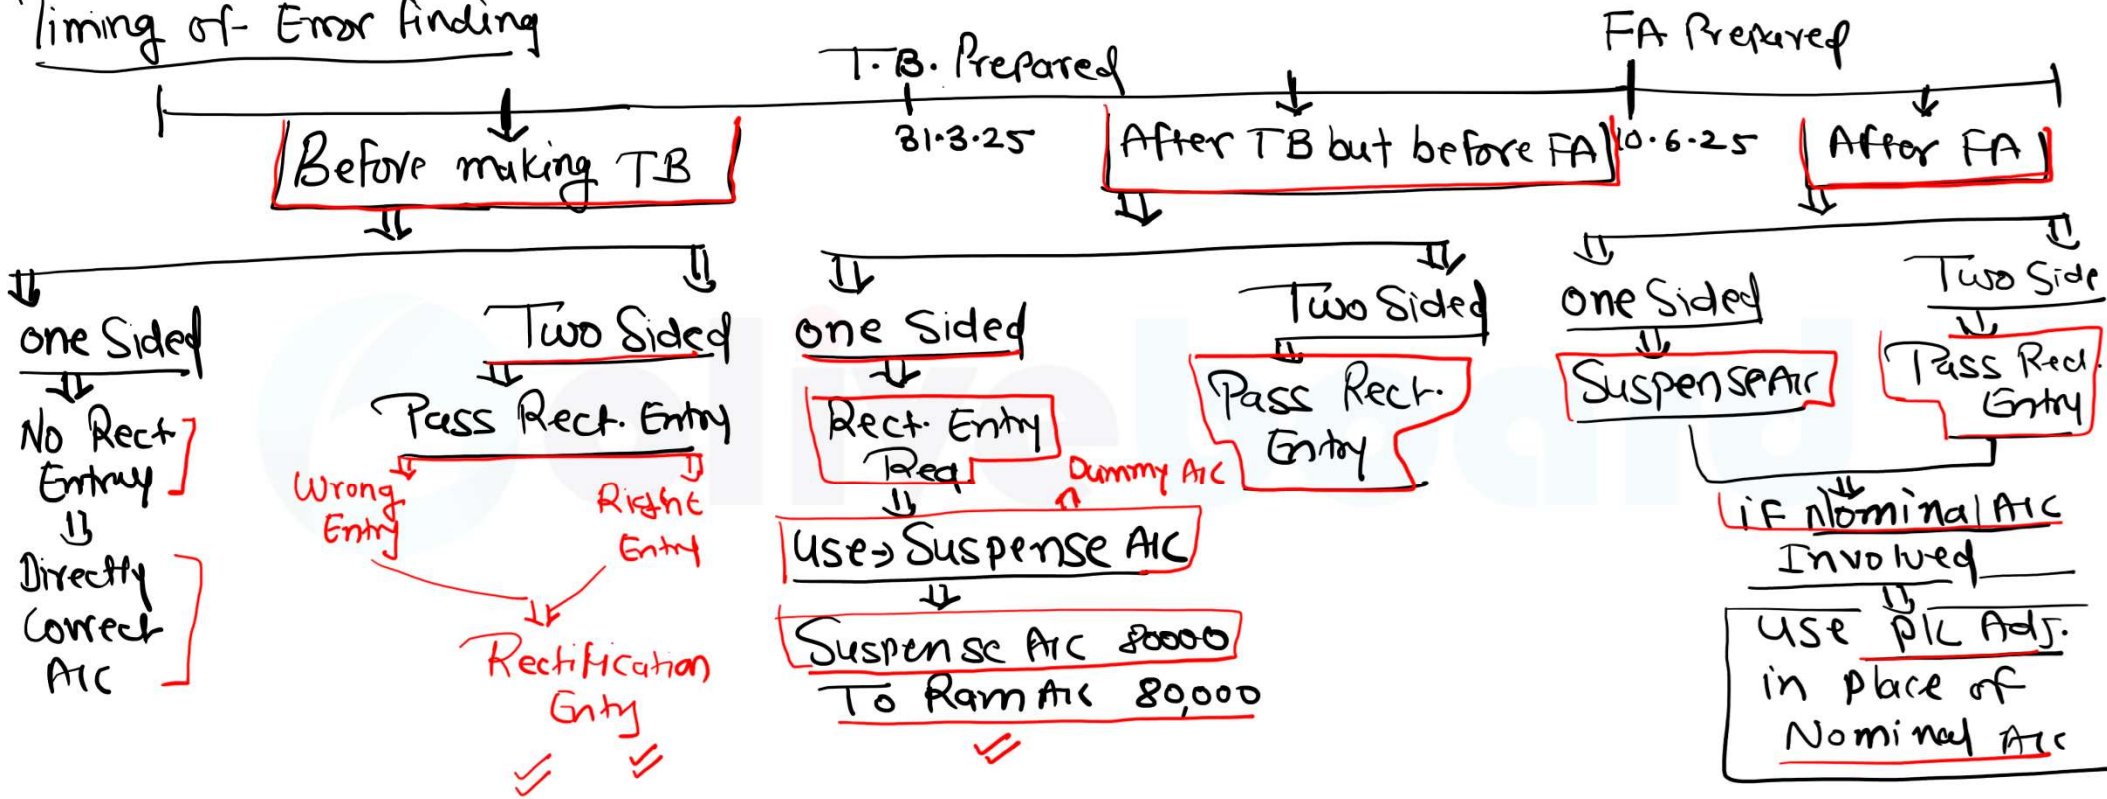 Timing of Error finding
T.B. Prepared
FA Prepared
31.3.25
10.6.25
Before making TB
After TB but before FA
After FA
one Sided
No Rect
Entry
Directly
Correct
A/C
Two Sided
Pass Rect. Entry
Wrong
Entry
Right
Entry
Rectification
Entry
one Sided
Rect. Entry
Req
Dummy A/C
Use → Suspense A/C
Suspense A/C 80000
To Ram A/C 80,000
Two Sided
Pass Rect.
Entry
one Sided
Suspense A/C
Two Side
Pass Rect.
Entry
if Nominal A/C
Involved
Use P/L Adj.
in place of
Nominal A/C